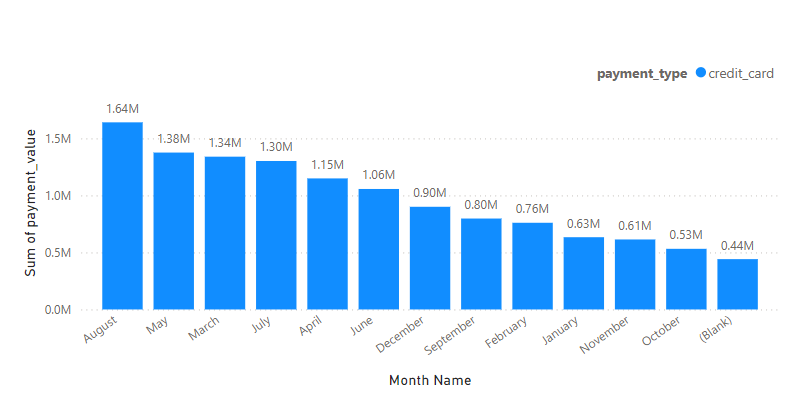 payment_type credit_card
1.64M
1.38M
1.34M
1.30M
1.15M
1.06M
0.90M
0.80M
0.76M
0.63M
0.61M
0.53M
0.44M
Sum of payment_value
1.5M
1.0M
0.5M
0.0M
August
May
March
July
April
June
December
September
February
January
November
October
(Blank)
Month Name